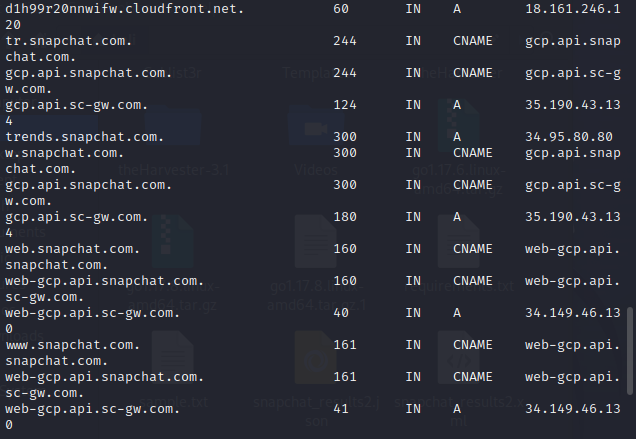 d1h99r20nnwifw.cloudfront.net. 60 IN A 18.161.246.1
20
tr.snapchat.com. 244 IN CNAME gcp.api.snap
chat.com.
gcp.api.snapchat.com. 244 IN CNAME gcp.api.sc-g
w.com.
gcp.api.sc-gw.com. 124 IN A 35.190.43.13
4
trends.snapchat.com. 300 IN A 34.95.80.80
w.snapchat.com. 300 IN CNAME gcp.api.snap
chat.com.
gcp.api.snapchat.com. 300 IN CNAME gcp.api.sc-g
w.com.
gcp.api.sc-gw.com. 180 IN A 35.190.43.13
4
web.snapchat.com. 160 IN CNAME web-gcp.api.
snapchat.com.
web-gcp.api.snapchat.com. 160 IN CNAME web-gcp.api.
sc-gw.com.
web-gcp.api.sc-gw.com. 40 IN A 34.149.46.13
0
www.snapchat.com. 161 IN CNAME web-gcp.api.
snapchat.com.
web-gcp.api.snapchat.com. 161 IN CNAME web-gcp.api.
sc-gw.com.
web-gcp.api.sc-gw.com. 41 IN A 34.149.46.13
0